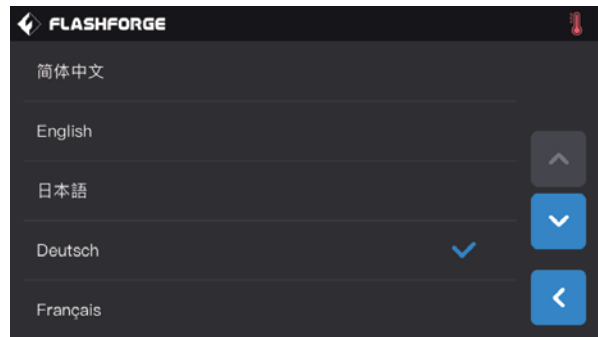 FLASHFORGE
简体中文
English
日本語
Deutsch
Français